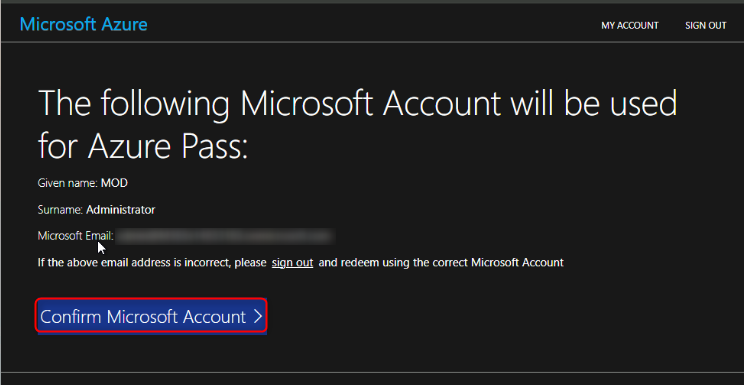 Microsoft Azure
MY ACCOUNT
SIGN OUT
The following Microsoft Account will be used
for Azure Pass:
Given name: MOD
Surname: Administrator
Microsoft Email:
If the above email address is incorrect, please sign out and redeem using the correct Microsoft Account
Confirm Microsoft Account